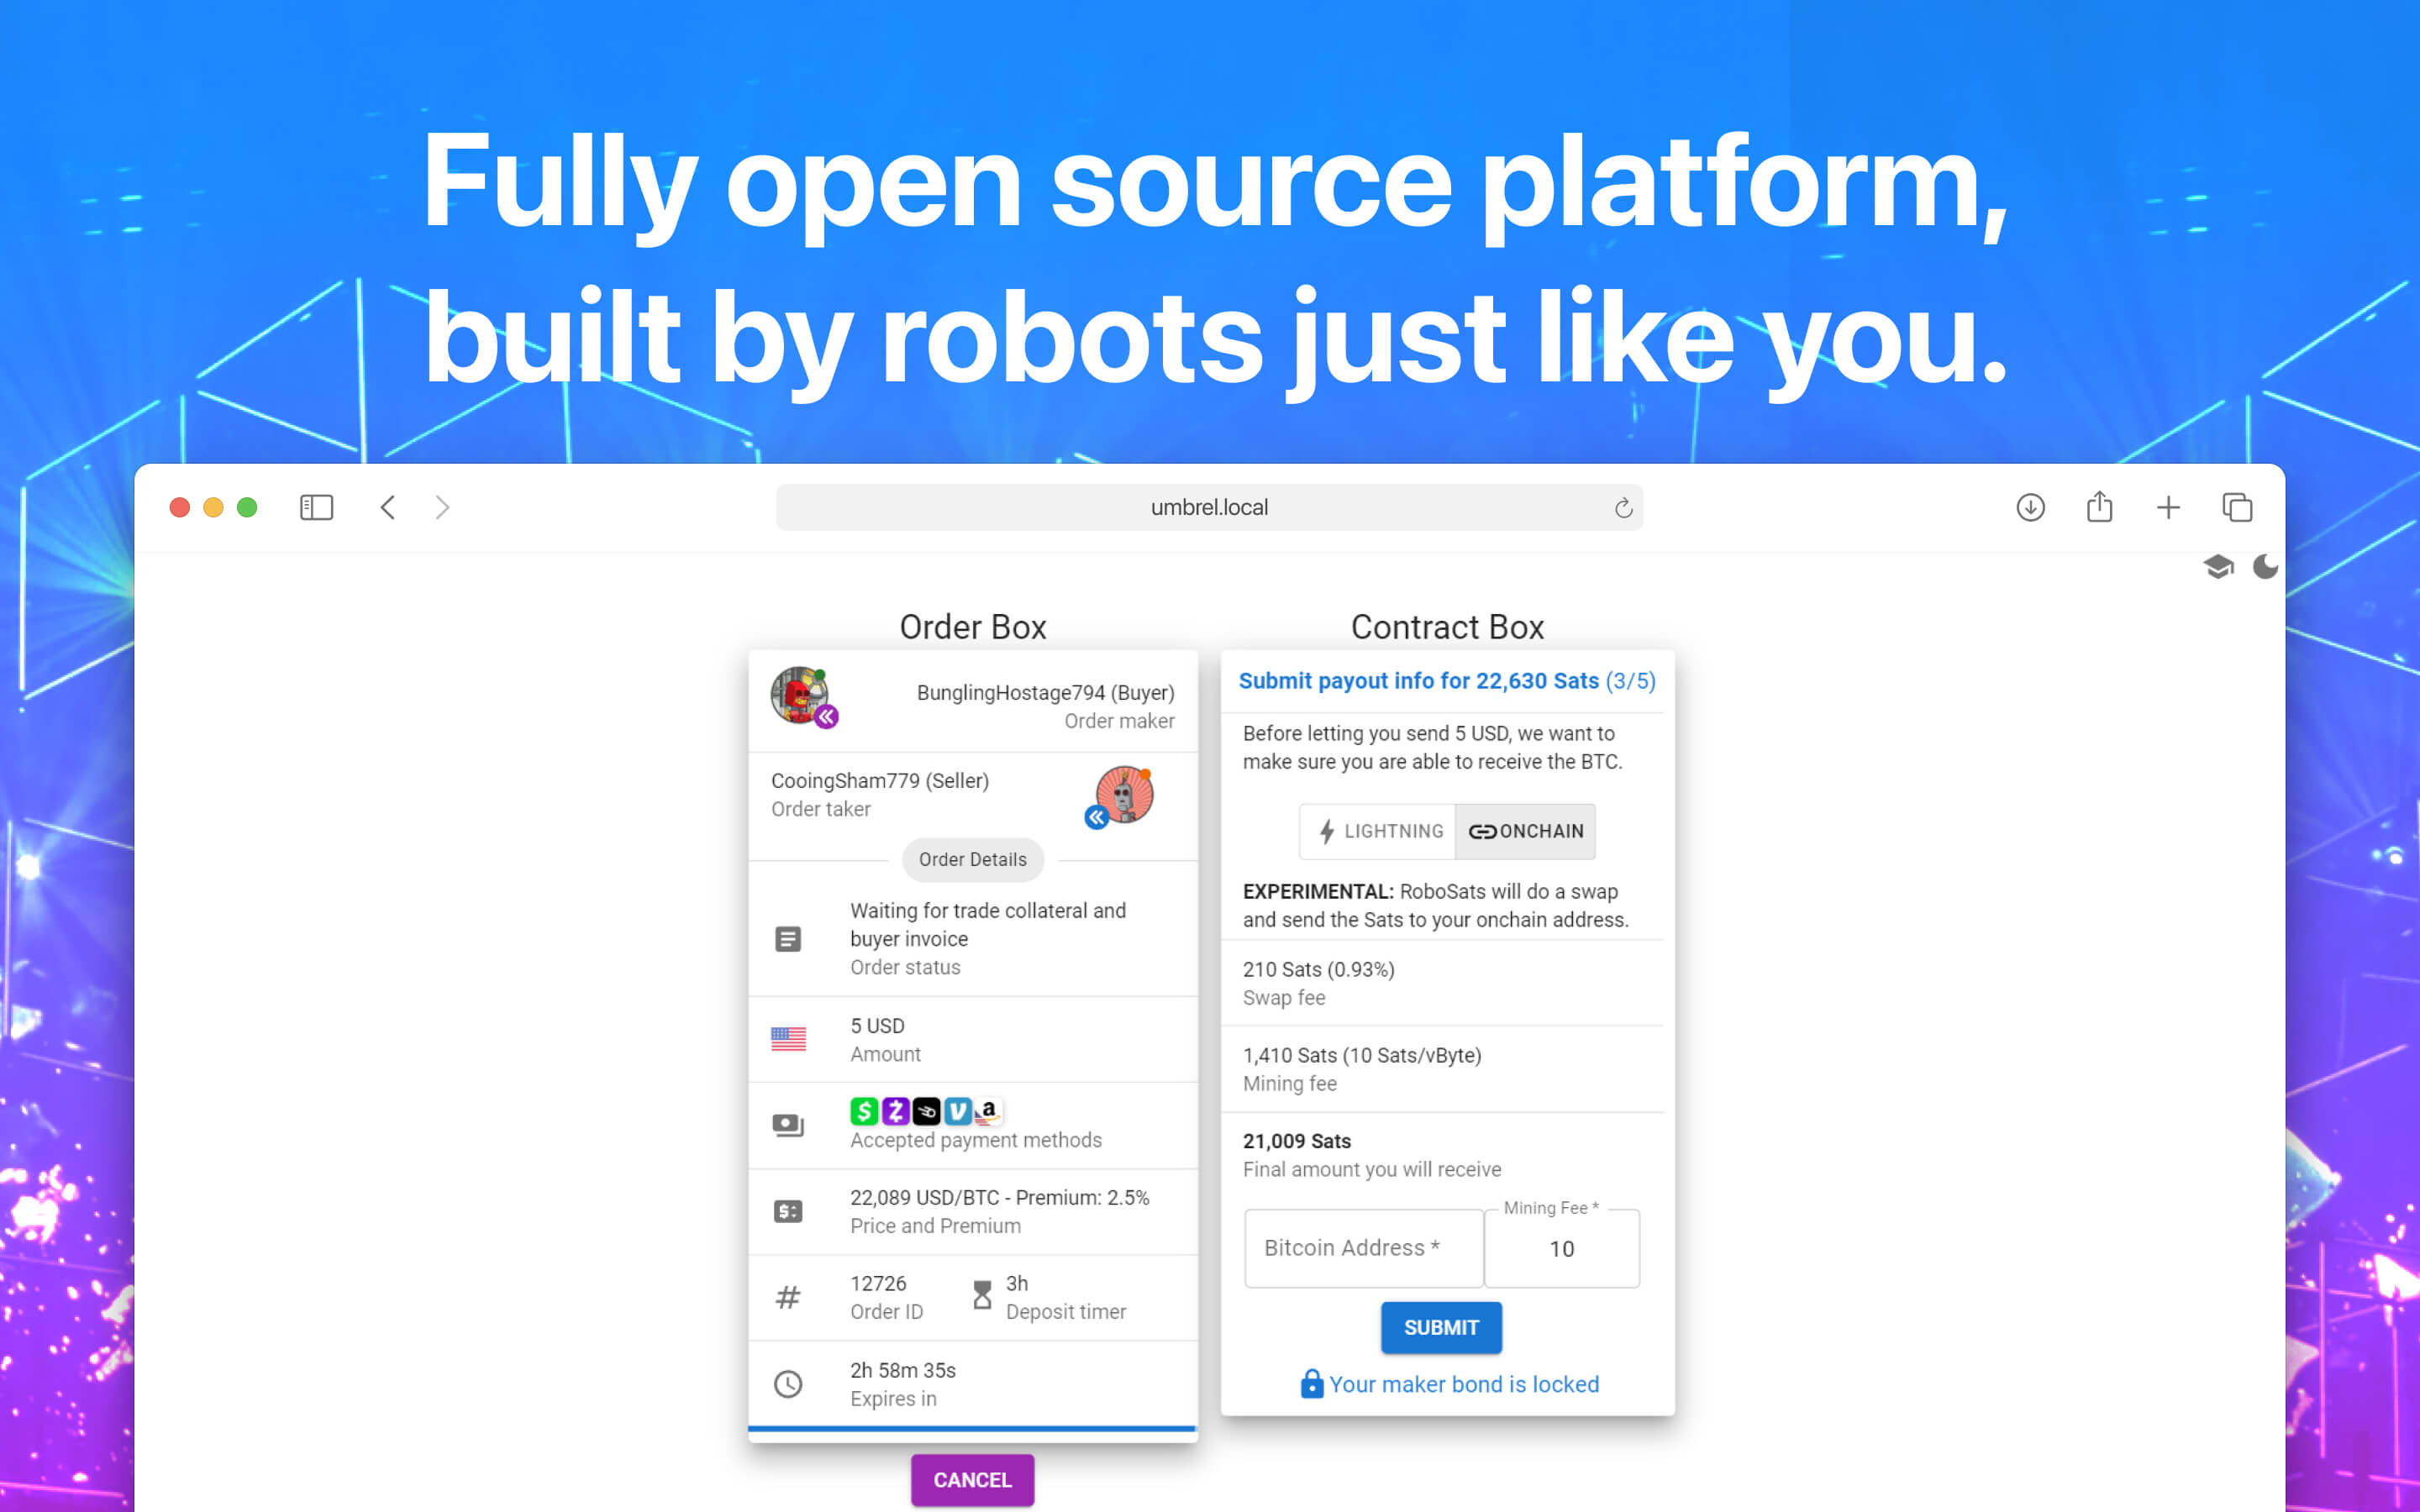 Fully open source platform,
built by robots just like you.
umbrel.local
Order Box
BunglingHostage794 (Buyer)
Order maker
CooingSham779 (Seller)
Order taker
Order Details
Waiting for trade collateral and
buyer invoice
Order status
5 USD
Amount
Accepted payment methods
22,089 USD/BTC - Premium: 2.5%
Price and Premium
12726
Order ID
3h
Deposit timer
2h 58m 35s
Expires in
CANCEL
Contract Box
Submit payout info for 22,630 Sats (3/5)
Before letting you send 5 USD, we want to
make sure you are able to receive the BTC.
LIGHTNING
ONCHAIN
EXPERIMENTAL: RoboSats will do a swap
and send the Sats to your onchain address.
210 Sats (0.93%)
Swap fee
1,410 Sats (10 Sats/vByte)
Mining fee
21,009 Sats
Final amount you will receive
Bitcoin Address *
Mining Fee *
10
SUBMIT
Your maker bond is locked